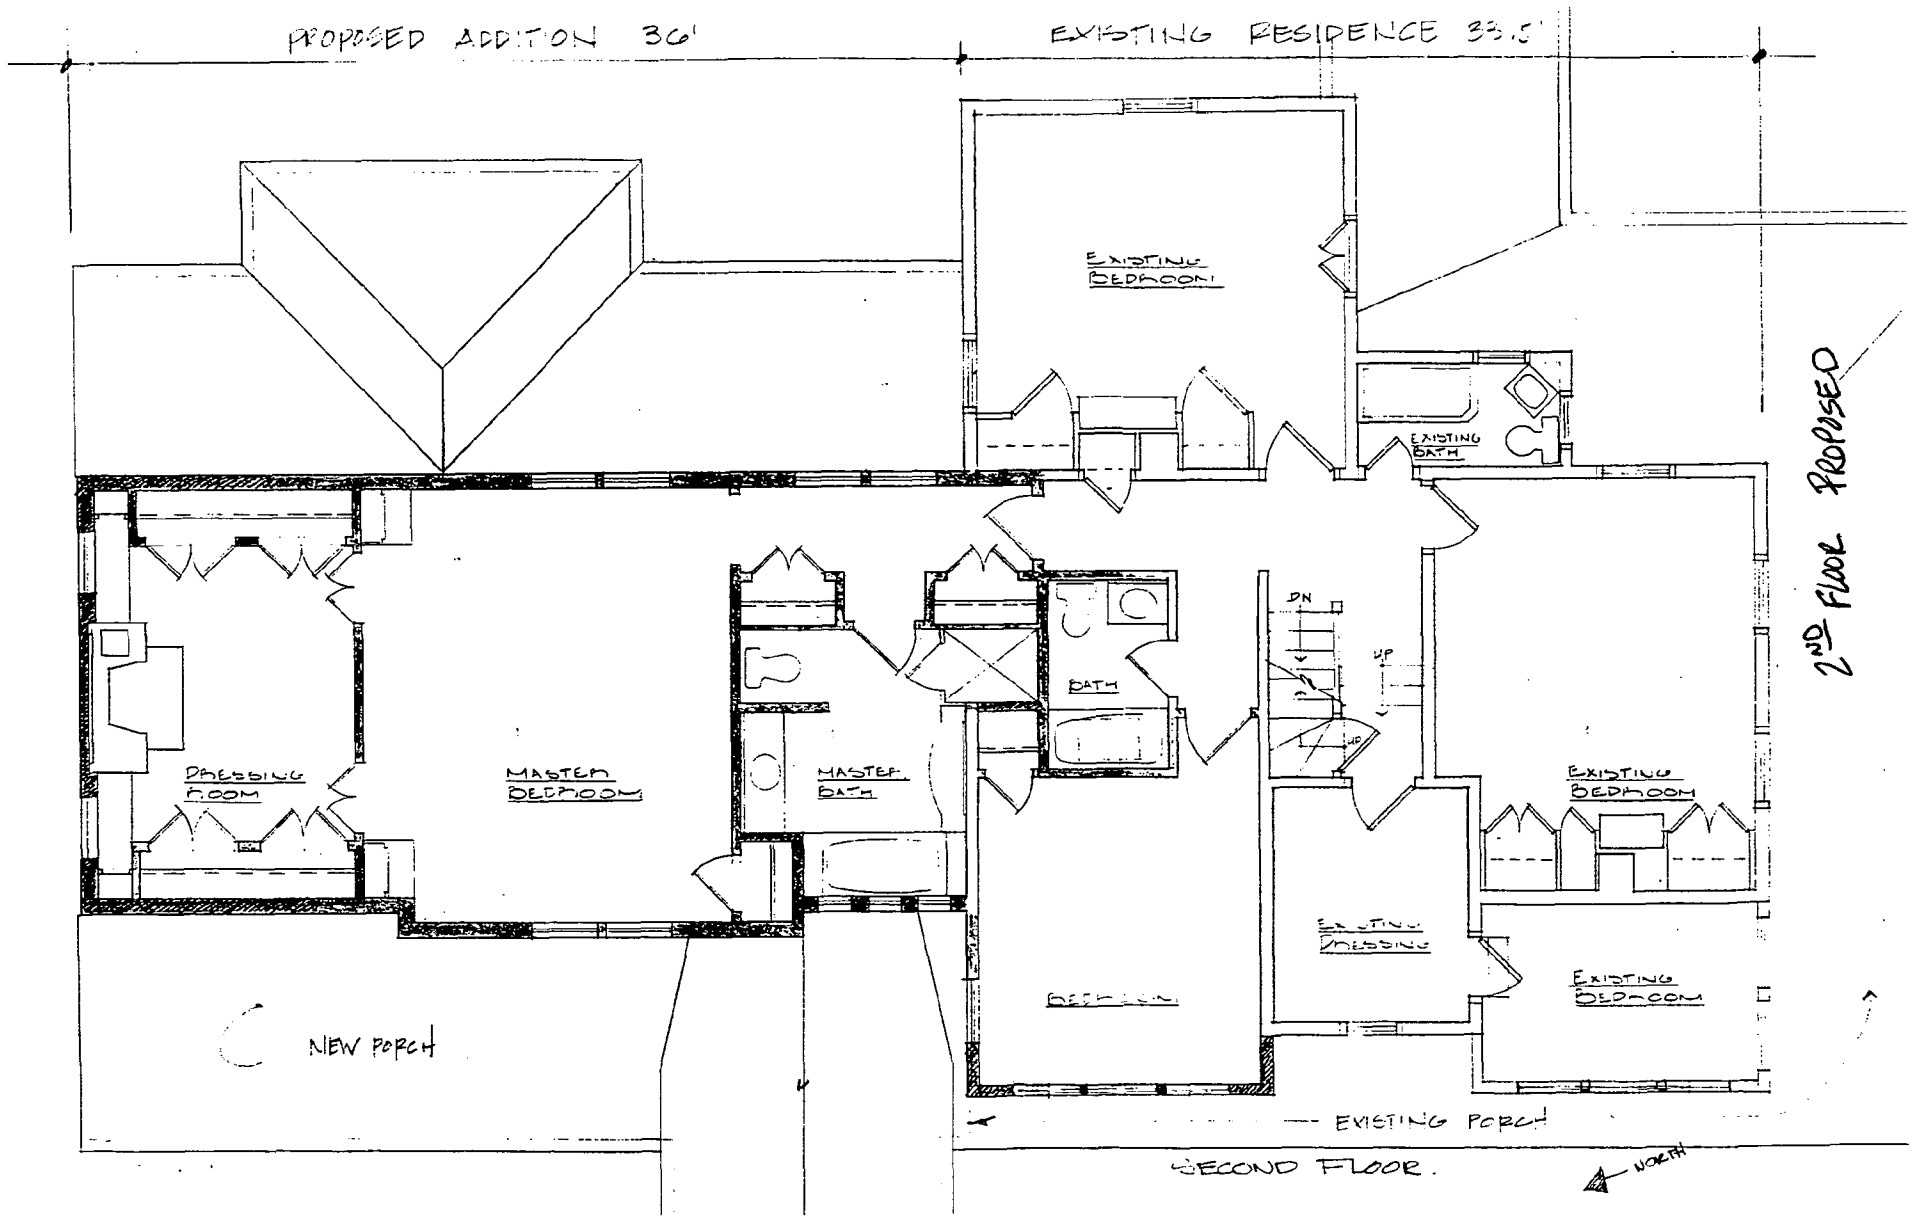 PROPOSED ADDITION 36'
EXISTING RESIDENCE 33.5'
EXISTING
BEDROOM
EXISTING
BATH
2ND FLOOR PROPOSED
DN
UP
UP
BATH
DRESSING
ROOM
MASTER
BEDROOM
MASTER
BATH
EXISTING
BEDROOM
EXISTING
DRESSING
EXISTING
BEDROOM
BEDROOM
NEW PORCH
EXISTING PORCH
SECOND FLOOR.
NORTH